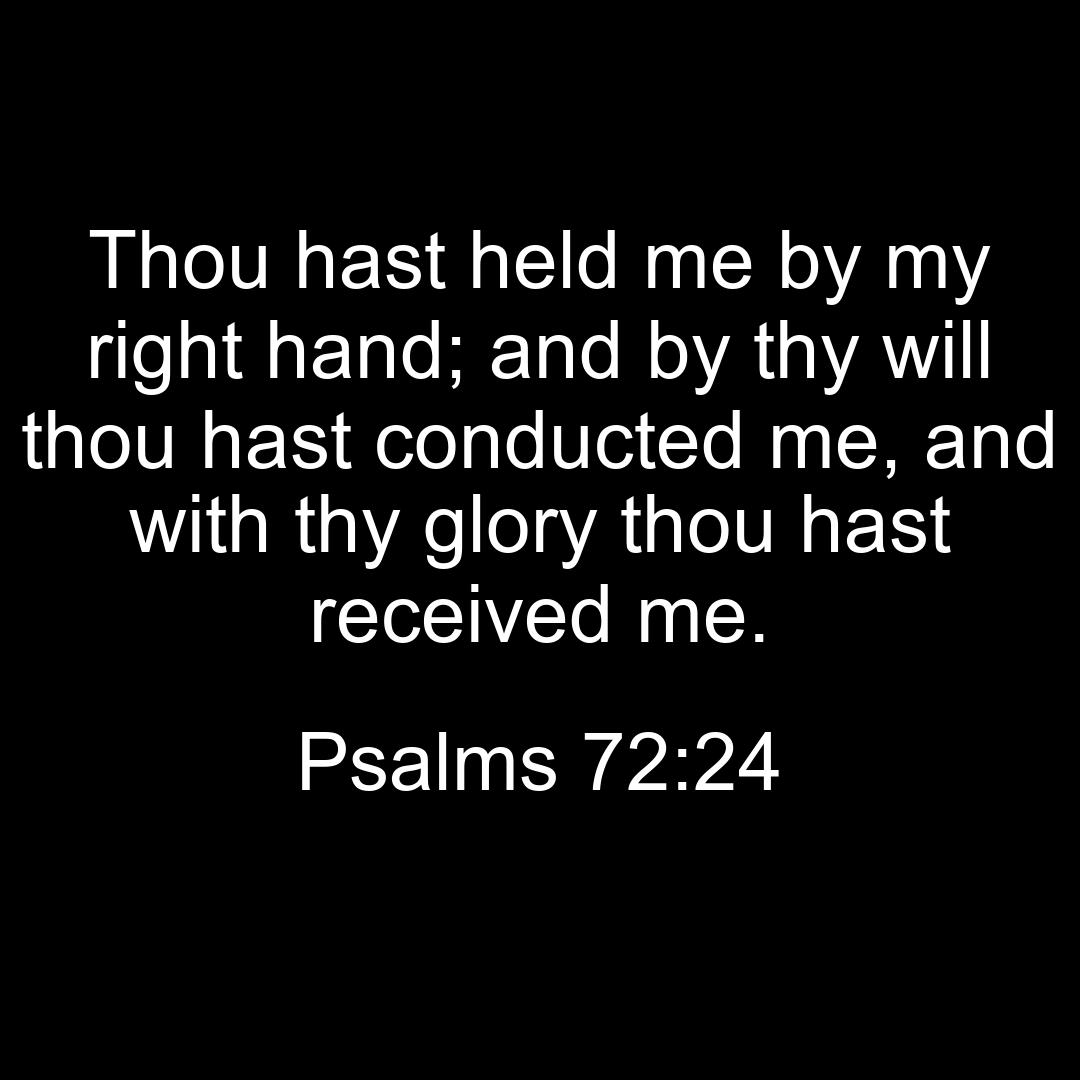 Thou hast held me by my
right hand; and by thy will
thou hast conducted me, and
with thy glory thou hast
received me.
Psalms 72:24